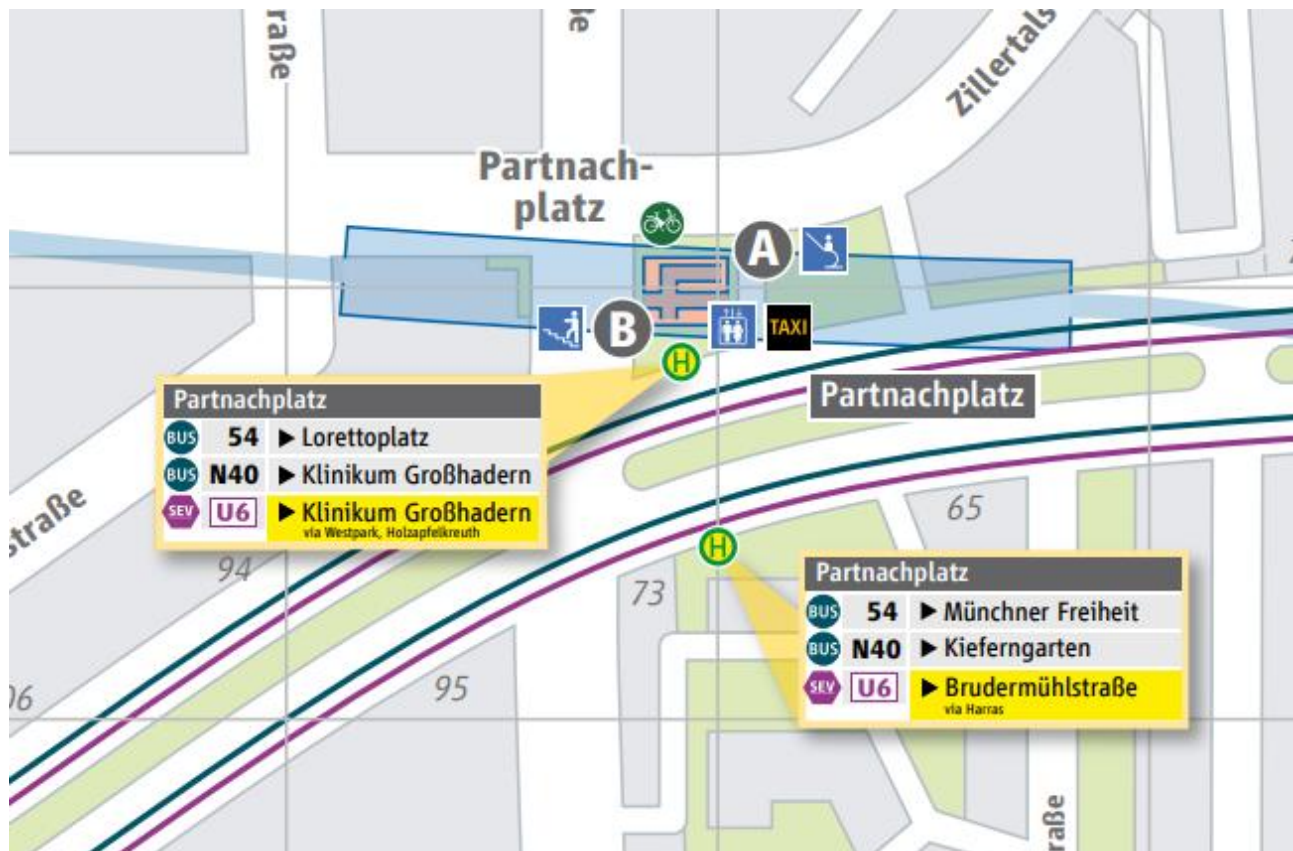 raße
ße
Zillertals
Partnach-
platz
A
B
TAXI
H
Partnachplatz
Partnachplatz
BUS 54 ▶ Lorettoplatz
BUS N40 ▶ Klinikum Großhadern
SEV U6 ▶ Klinikum Großhadern
via Westpark, Holzapfelkreuth
straße
94
65
H
73
Partnachplatz
BUS 54 ▶ Münchner Freiheit
BUS N40 ▶ Kieferngarten
SEV U6 ▶ Brudermühlstraße
via Harras
95
06
raße